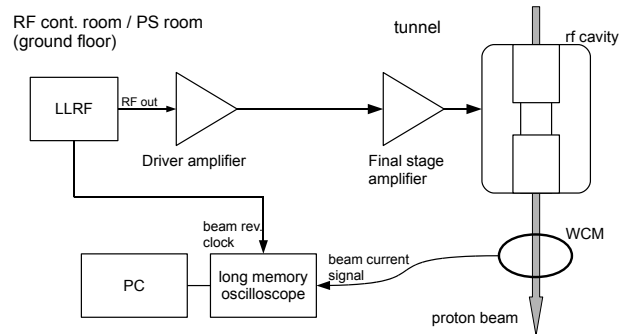 RF cont. room / PS room
(ground floor)
tunnel
rf cavity
LLRF
RF out
Driver amplifier
Final stage
amplifier
beam rev.
clock
WCM
beam current
signal
PC
long memory
oscilloscope
proton beam